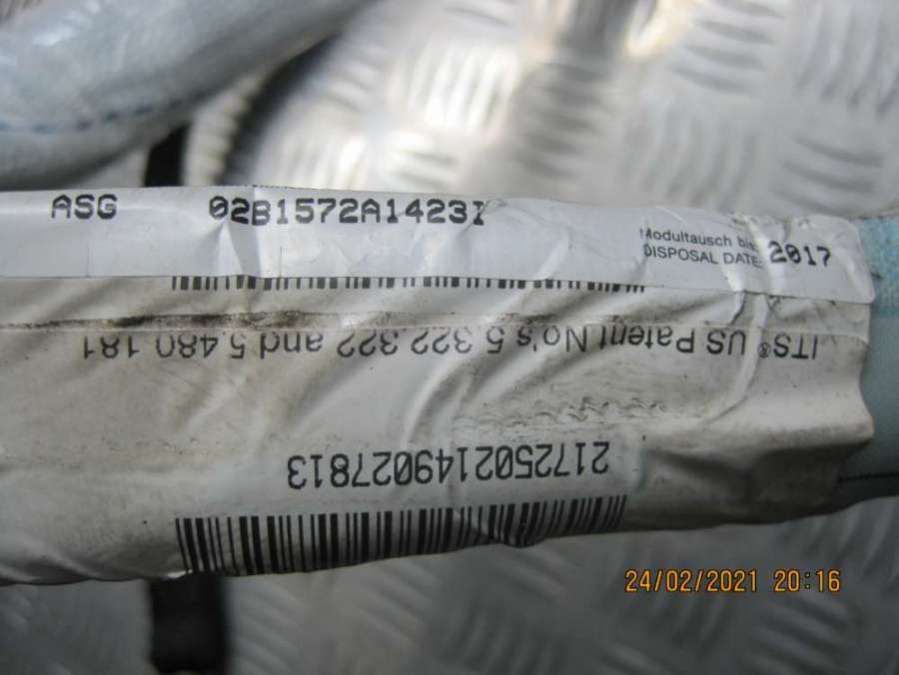 ASG 02B1572A1423I
Modultausch bis:
DISPOSAL DATE: 2017
ITS® US Patent No's 5.322.322 and 5.480.181
2172502149027813
24/02/2021 20:16